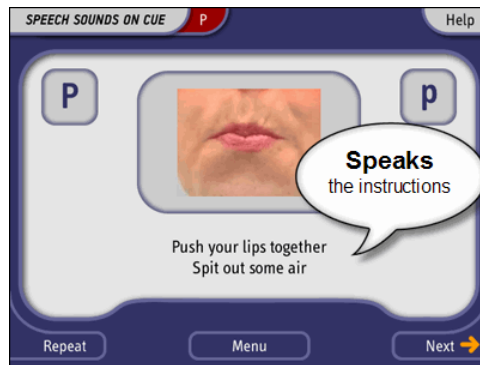 SPEECH SOUNDS ON CUE P Help
P p
Speaks
the instructions
Push your lips together
Spit out some air
Repeat Menu Next